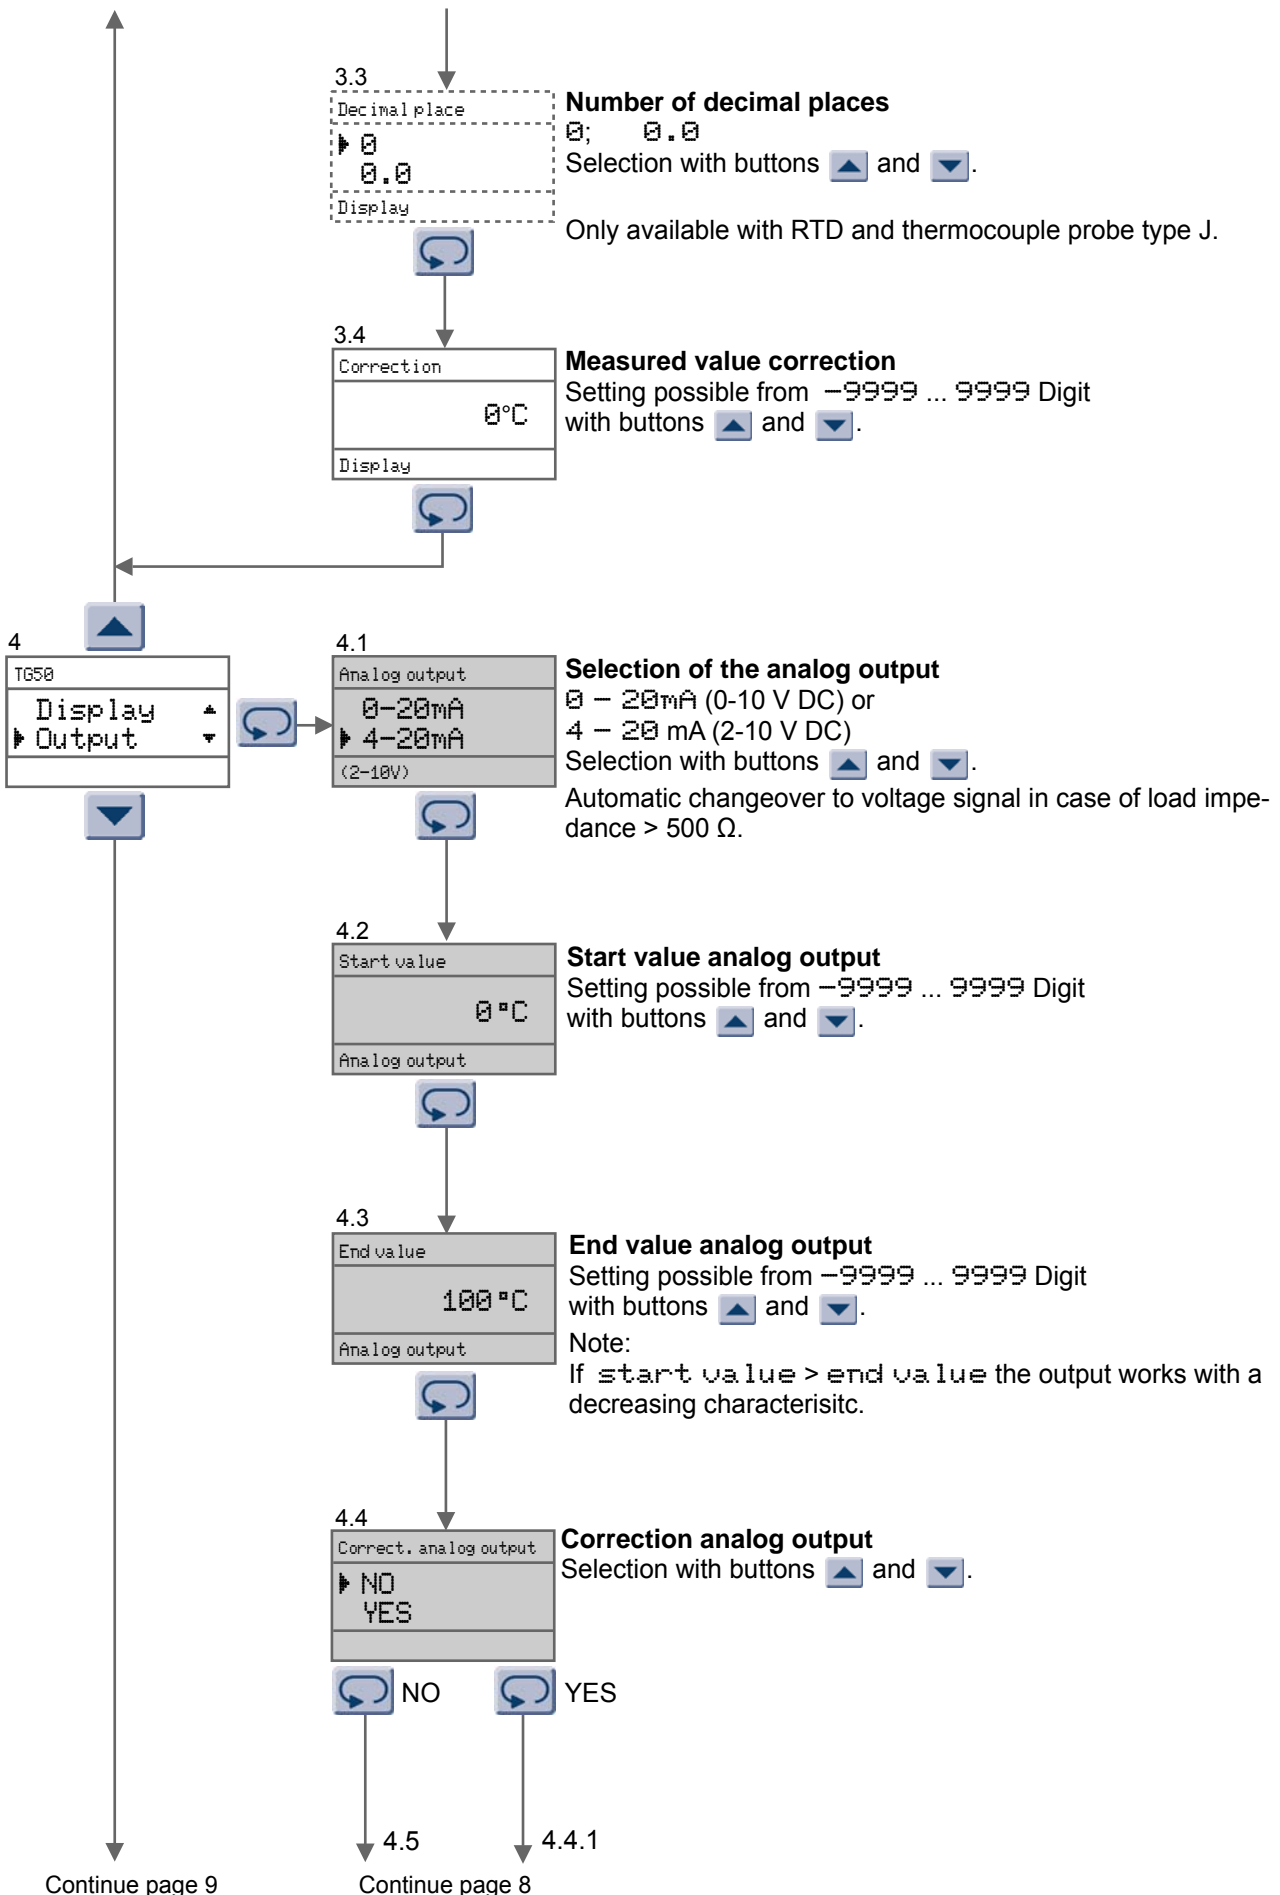 3.3
Decimal place
0
0.0
Display
Number of decimal places
0; 0.0
Selection with buttons and .
Only available with RTD and thermocouple probe type J.
3.4
Correction
0°C
Display
Measured value correction
Setting possible from -9999 ... 9999 Digit
with buttons and .
4
TG50
Display
Output
4.1
Analog output
0-20mA
4-20mA
(2-10V)
Selection of the analog output
0 - 20mA (0-10 V DC) or
4 - 20 mA (2-10 V DC)
Selection with buttons and .
Automatic changeover to voltage signal in case of load impe-
dance > 500 Ω.
4.2
Start value
0°C
Analog output
Start value analog output
Setting possible from -9999 ... 9999 Digit
with buttons and .
4.3
End value
100°C
Analog output
End value analog output
Setting possible from -9999 ... 9999 Digit
with buttons and .
Note:
If start value > end value the output works with a
decreasing characterisitc.
4.4
Correct. analog output
NO
YES
Correction analog output
Selection with buttons and .
NO
YES
4.5
4.4.1
Continue page 9
Continue page 8